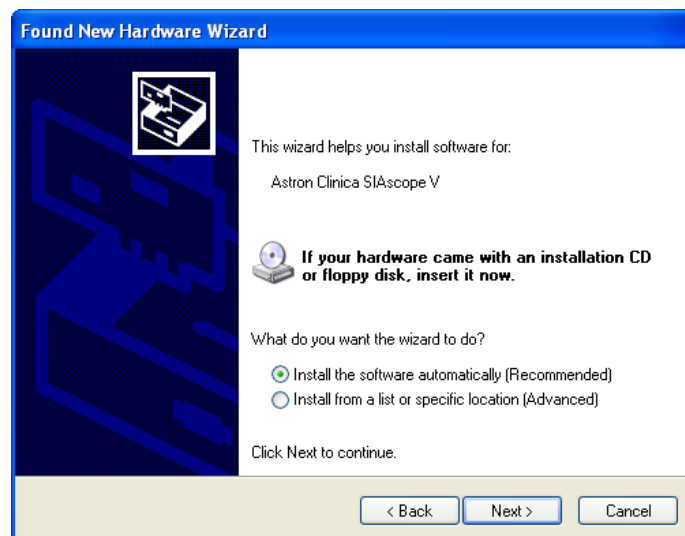 Found New Hardware Wizard
This wizard helps you install software for:
Astron Clinica SIAscope V
If your hardware came with an installation CD
or floppy disk, insert it now.
What do you want the wizard to do?
Install the software automatically (Recommended)
Install from a list or specific location (Advanced)
Click Next to continue.
< Back Next > Cancel